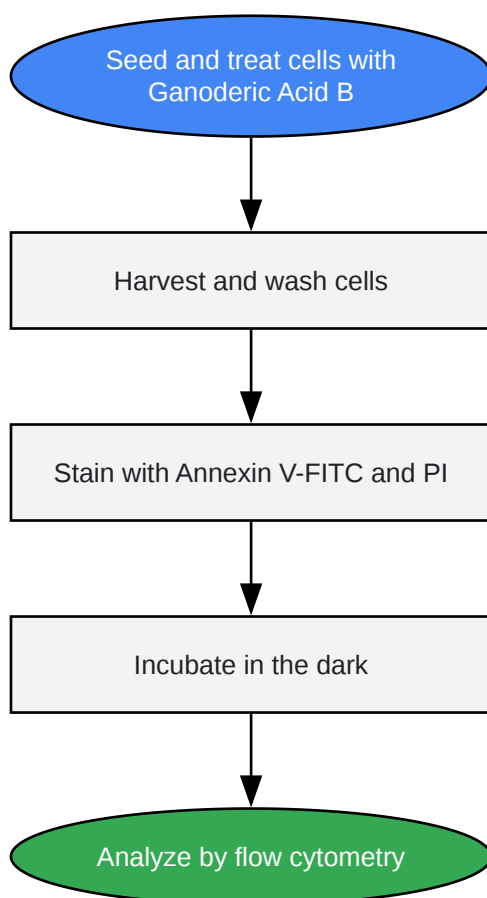 Seed and treat cells with
Ganoderic Acid B
Harvest and wash cells
Stain with Annexin V-FITC and PI
Incubate in the dark
Analyze by flow cytometry